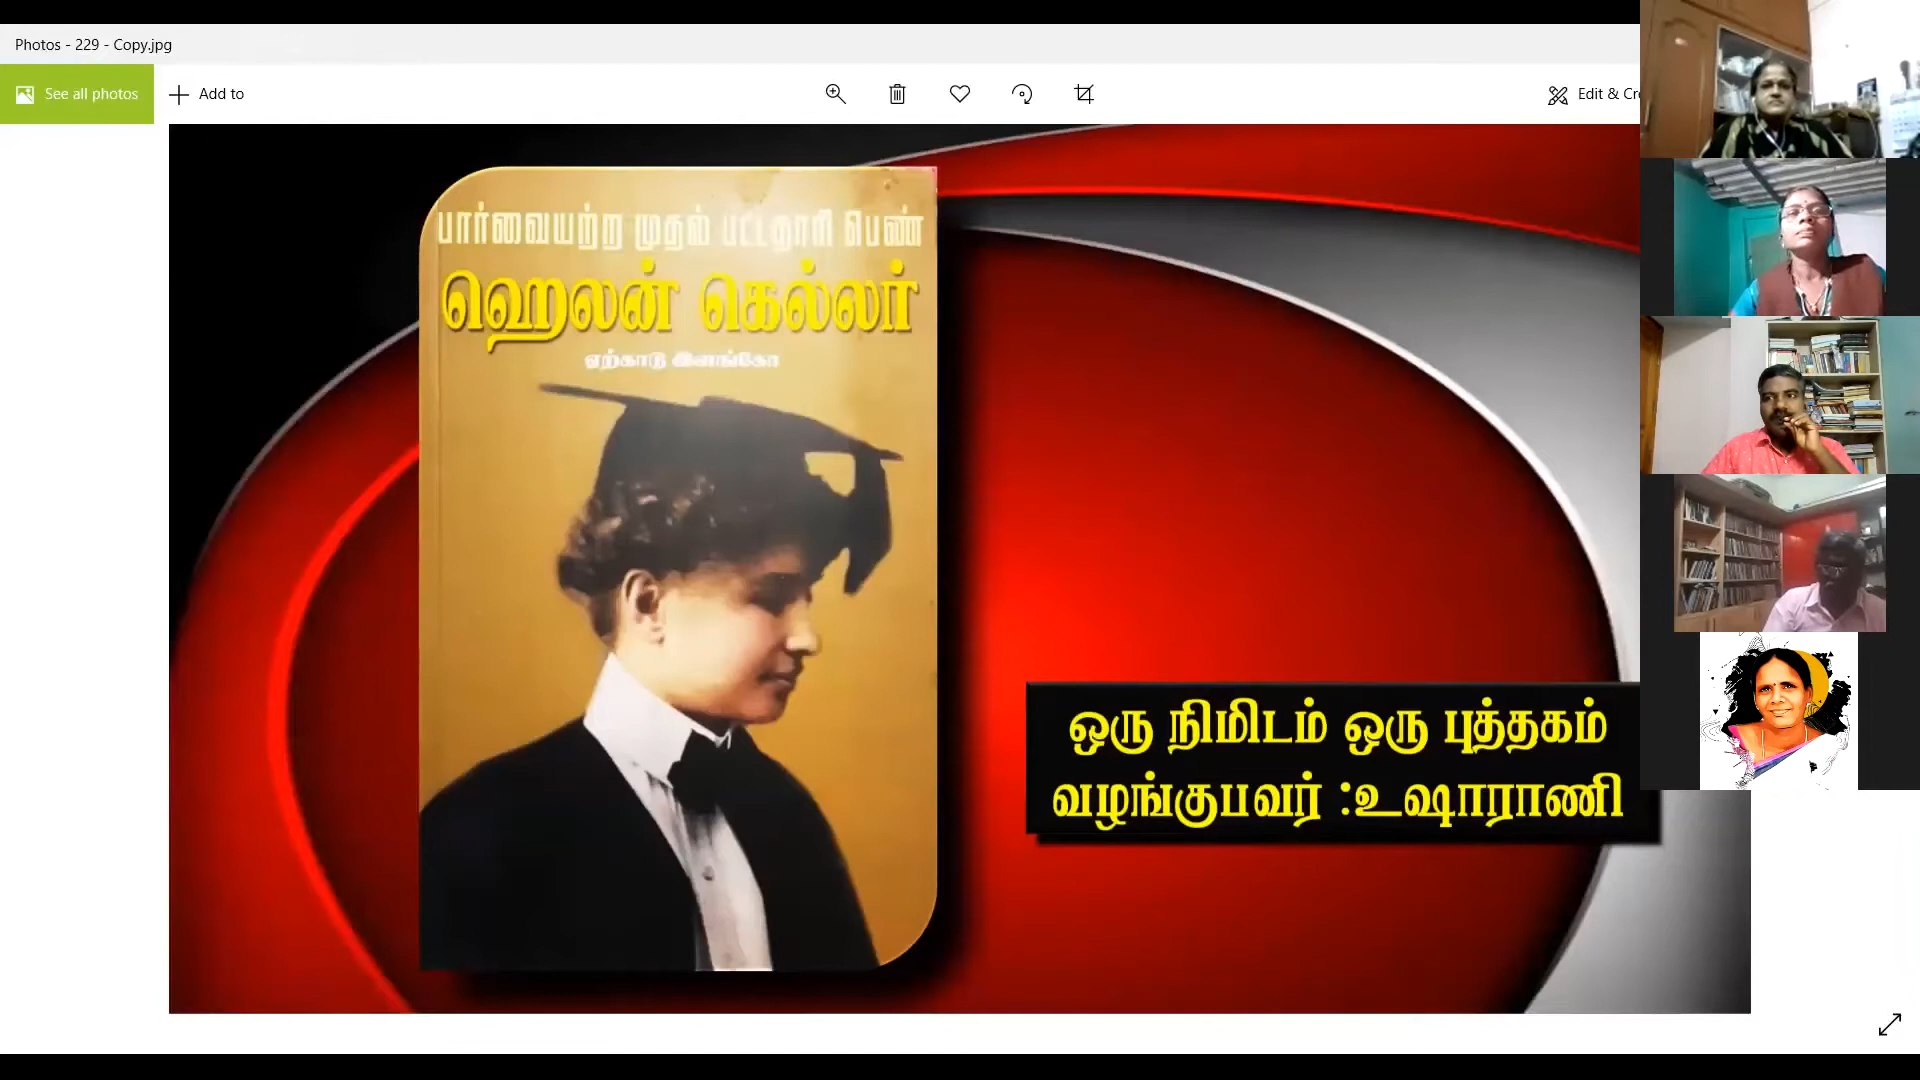 Photos - 229 - Copy.jpg
See all photos
Add to
Edit & Cr
பார்வையற்ற முதல் பட்டதாரி பெண்
ஹெலன் கெல்லர்
ஏற்காடு இளங்கோ
ஒரு நிமிடம் ஒரு புத்தகம்
வழங்குபவர் :உஷாராணி